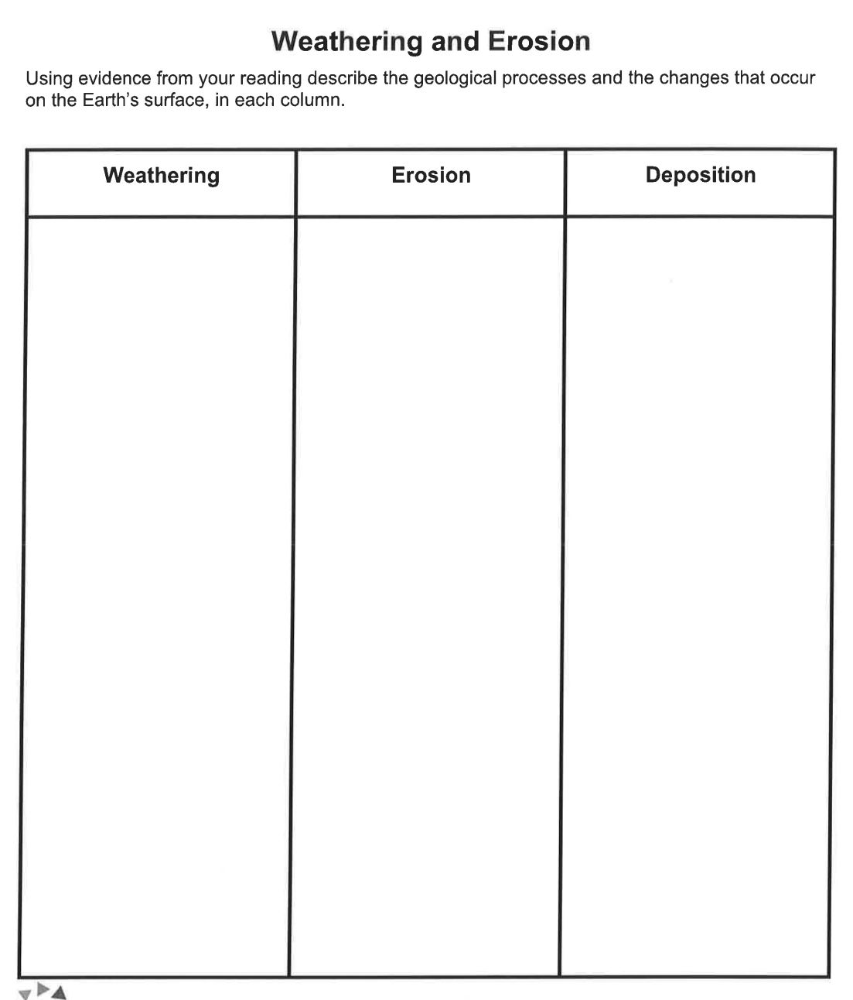 Weathering and Erosion
Using evidence from your reading describe the geological processes and the changes that occur
on the Earth's surface, in each column.
Weathering
Erosion
Deposition